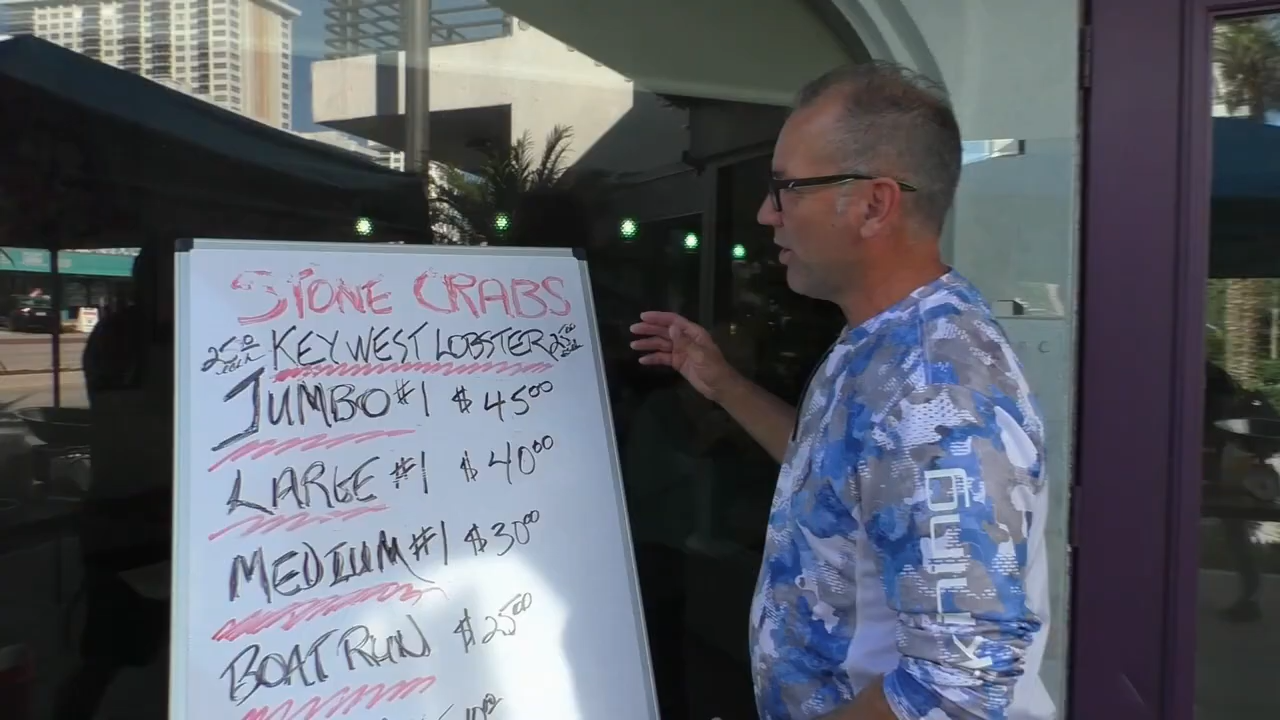 STONE CRABS
25.00 EACH KEY WEST LOBSTER 25.00 EACH
JUMBO #1 $45.00
LARGE #1 $40.00
MEDIUM #1 $30.00
BOAT RUN $25.00
king